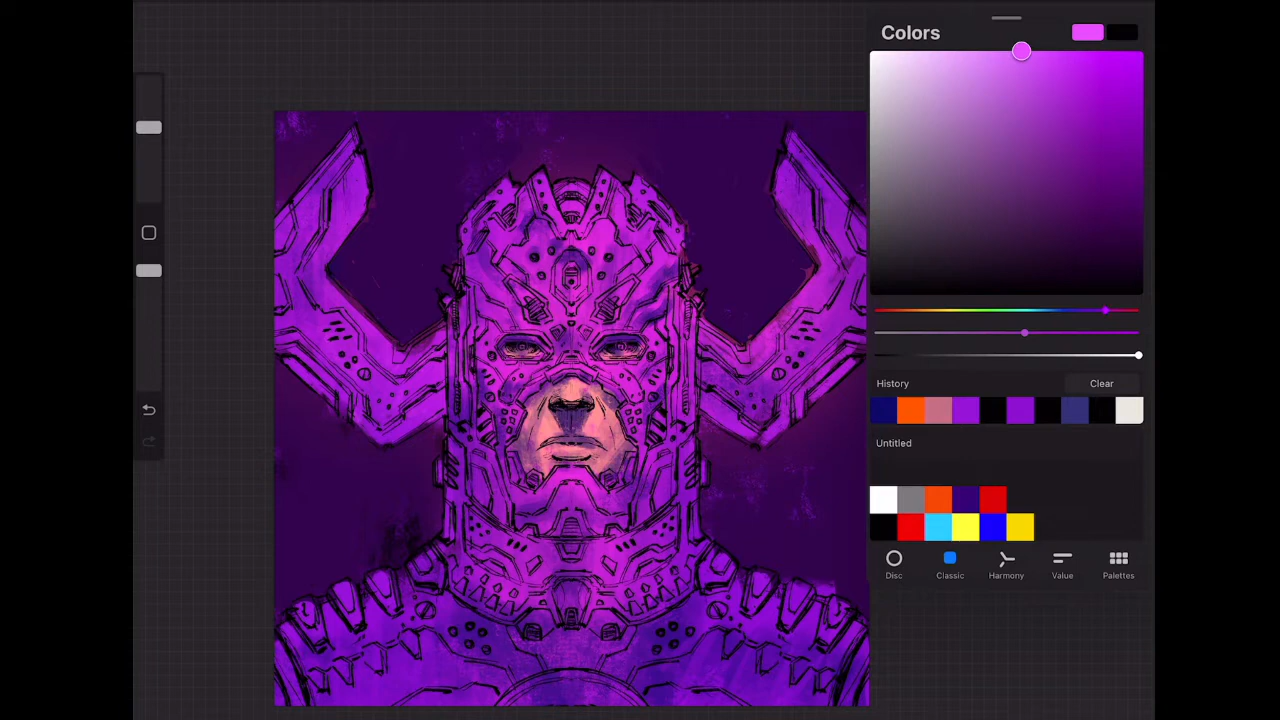 Colors
History
Clear
Untitled
Disc
Classic
Harmony
Value
Palettes